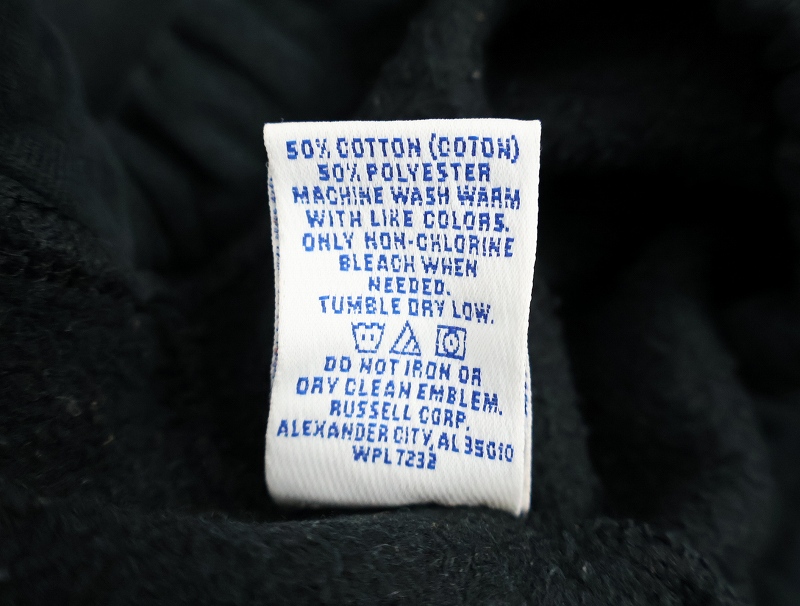 50% COTTON (COTON)
50% POLYESTER
MACHINE WASH WARM
WITH LIKE COLORS.
ONLY NON-CHLORINE
BLEACH WHEN
NEEDED.
TUMBLE DRY LOW.
DO NOT IRON OR
DRY CLEAN EMBLEM.
RUSSELL CORP.
ALEXANDER CITY, AL 35010
WPL 7232